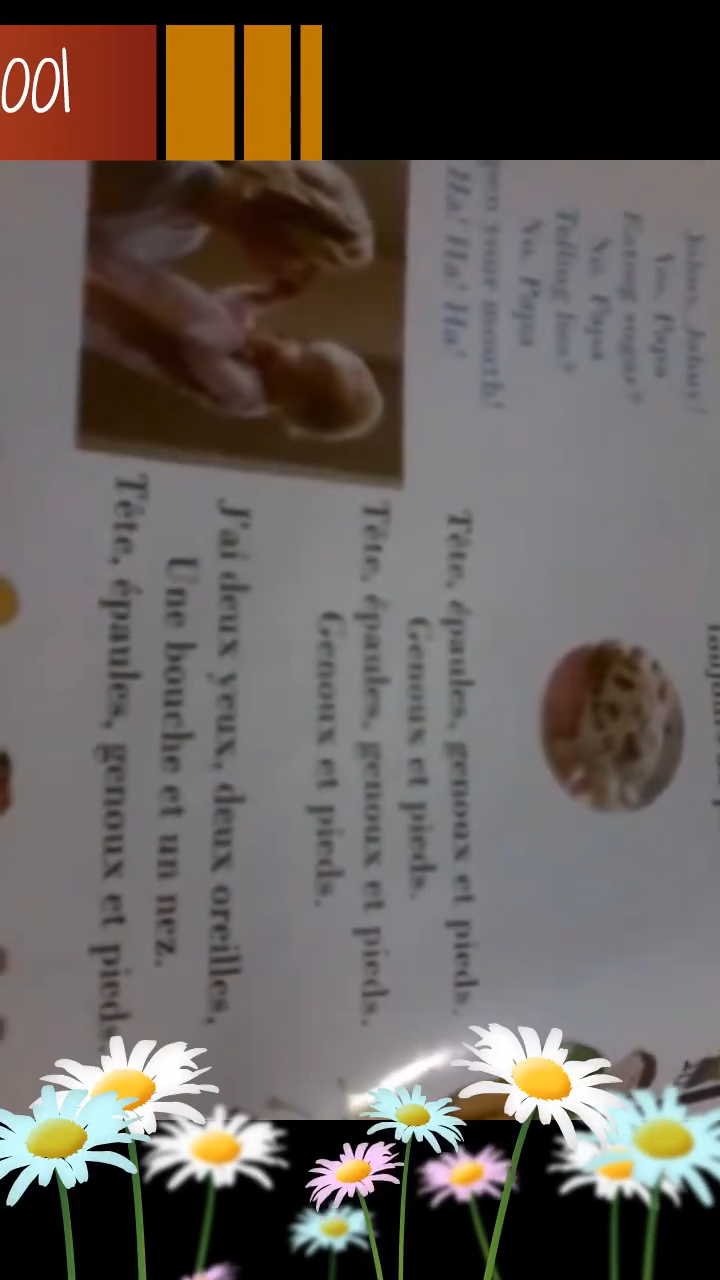 ool
Johny, Johny!
Yes, Papa
Eating sugar?
No, Papa
Telling lies?
No, Papa
pen your mouth!
Ha! Ha! Ha!
Tête, épaules, genoux et pieds.
Genoux et pieds.
Tête, épaules, genoux et pieds.
Genoux et pieds.
J'ai deux yeux, deux oreilles,
Une bouche et un nez.
Tête, épaules, genoux et pieds